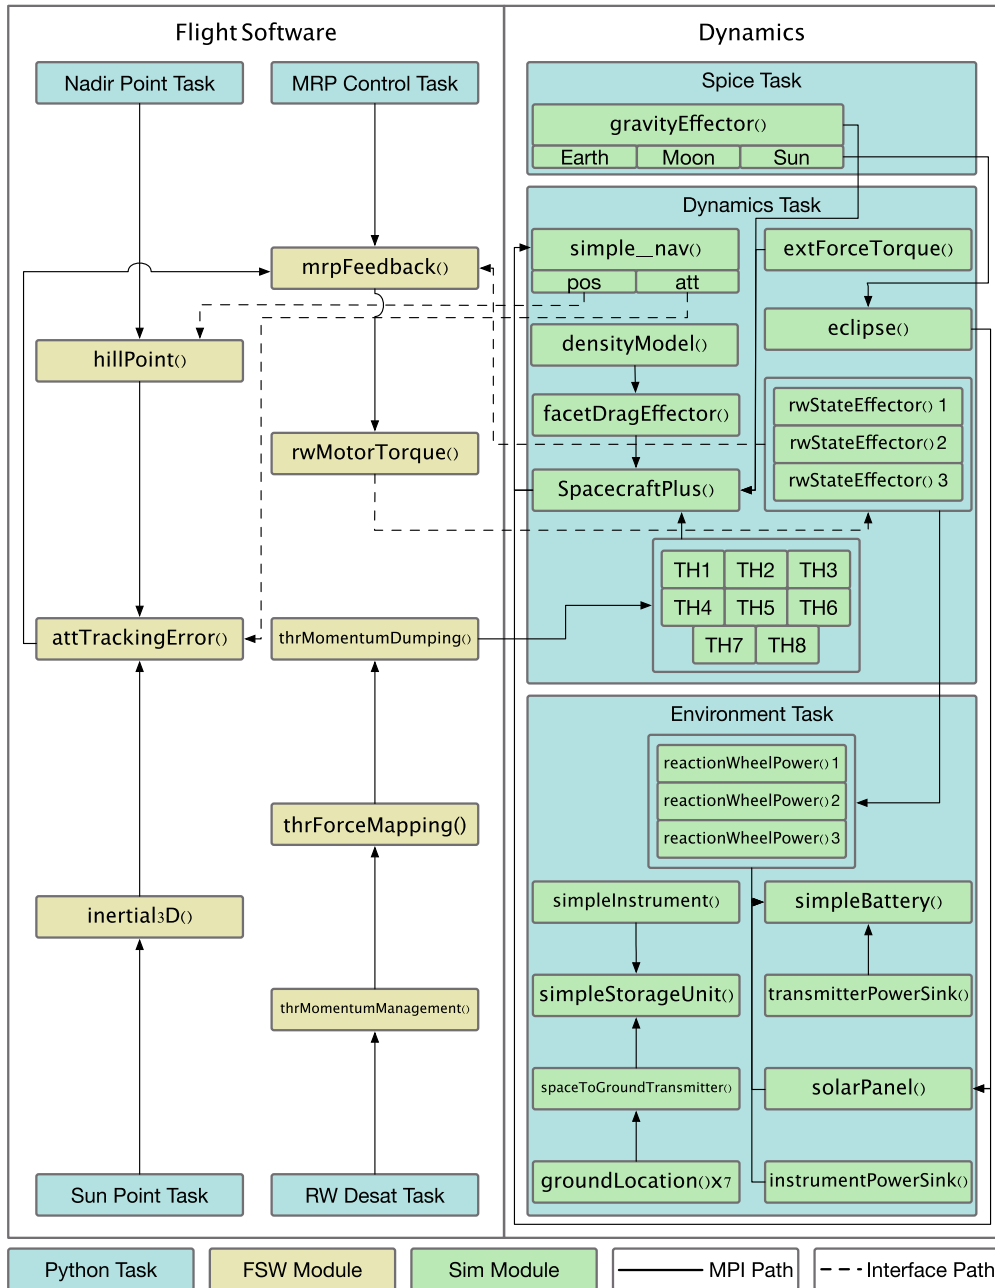 Flight Software
Dynamics
Nadir Point Task
MRP Control Task
mrpFeedback()
hillPoint()
rwMotorTorque()
attTrackingError()
thrMomentumDumping()
thrForceMapping()
inertial3D()
thrMomentumManagement()
Sun Point Task
RW Desat Task
Spice Task
gravityEffector()
Earth
Moon
Sun
Dynamics Task
simple_nav()
pos
att
extForceTorque()
eclipse()
densityModel()
facetDragEffector()
rwStateEffector() 1
rwStateEffector() 2
rwStateEffector() 3
SpacecraftPlus()
TH1
TH2
TH3
TH4
TH5
TH6
TH7
TH8
Environment Task
reactionWheelPower() 1
reactionWheelPower() 2
reactionWheelPower() 3
simpleInstrument()
simpleBattery()
simpleStorageUnit()
transmitterPowerSink()
spaceToGroundTransmitter()
solarPanel()
groundLocation()x7
instrumentPowerSink()
Python Task
FSW Module
Sim Module
MPI Path
Interface Path